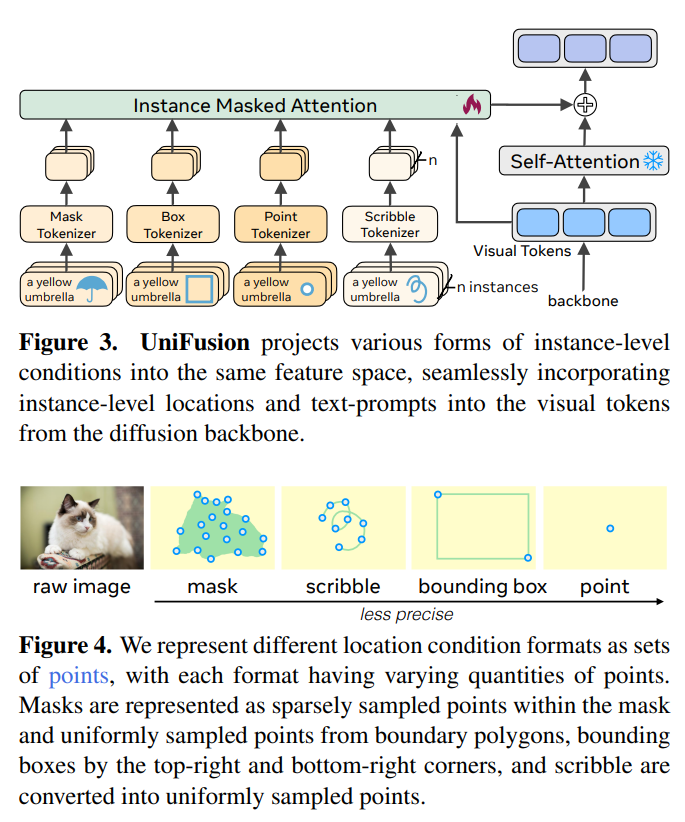 Instance Masked Attention
n
Self-Attention
Mask
Tokenizer
Box
Tokenizer
Point
Tokenizer
Scribble
Tokenizer
Visual Tokens
a yellow
umbrella
a yellow
umbrella
a yellow
umbrella
a yellow
umbrella
n instances
backbone
Figure 3. UniFusion projects various forms of instance-level
conditions into the same feature space, seamlessly incorporating
instance-level locations and text-prompts into the visual tokens
from the diffusion backbone.
raw image
mask
scribble
bounding box
point
less precise
Figure 4. We represent different location condition formats as sets
of points, with each format having varying quantities of points.
Masks are represented as sparsely sampled points within the mask
and uniformly sampled points from boundary polygons, bounding
boxes by the top-right and bottom-right corners, and scribble are
converted into uniformly sampled points.